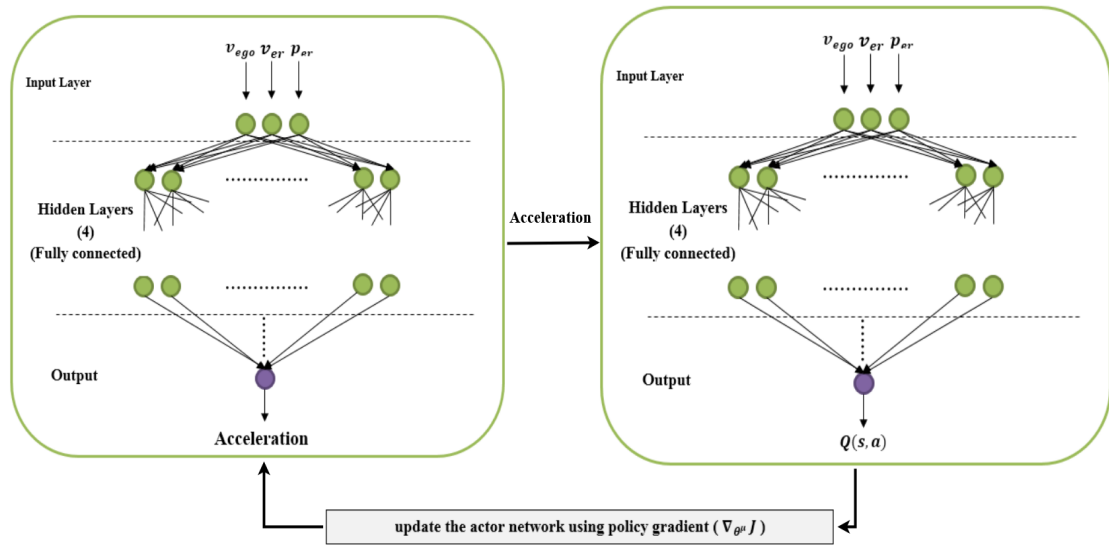 v_ego v_er p_er
Input Layer
Hidden Layers
(4)
(Fully connected)
Output
Acceleration
Acceleration
v_ego v_er p_er
Input Layer
Hidden Layers
(4)
(Fully connected)
Output
Q(s, a)
update the actor network using policy gradient ( ∇_θ^μ J )